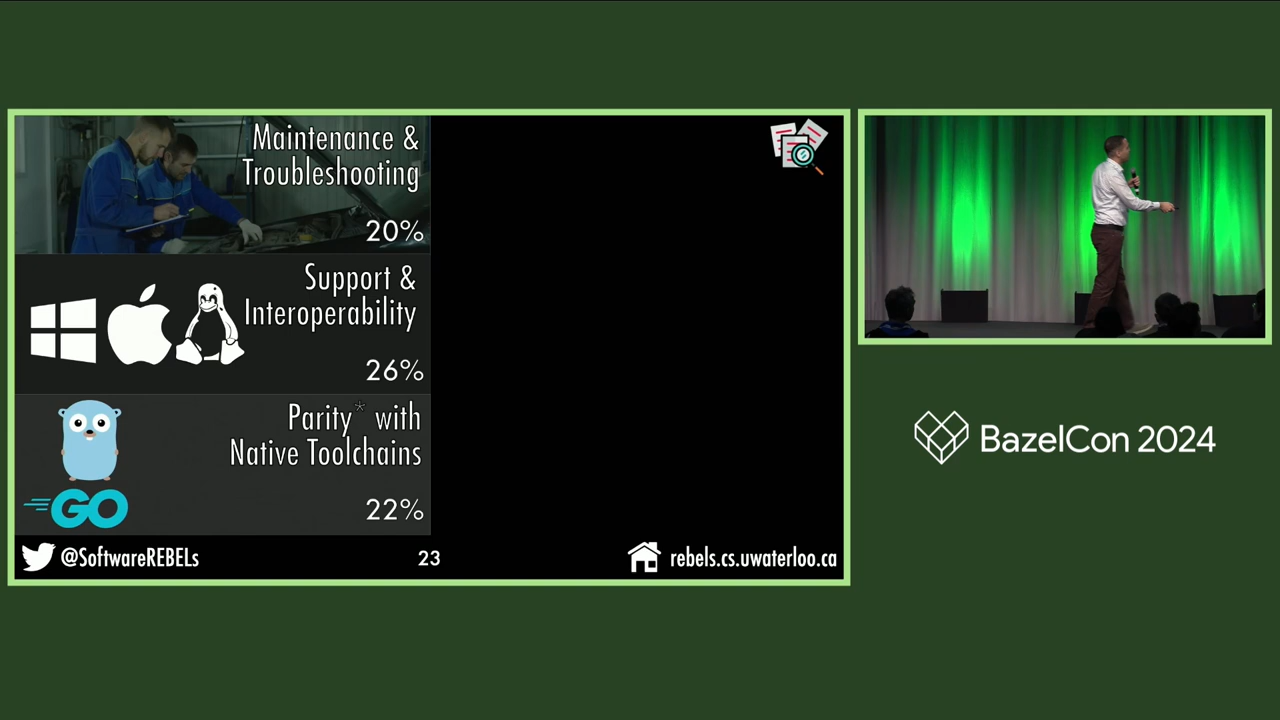 Maintenance &
Troubleshooting
20%
Support &
Interoperability
26%
Parity* with
Native Toolchains
22%
GO
@SoftwareREBELs
23
rebels.cs.uwaterloo.ca
BazelCon 2024